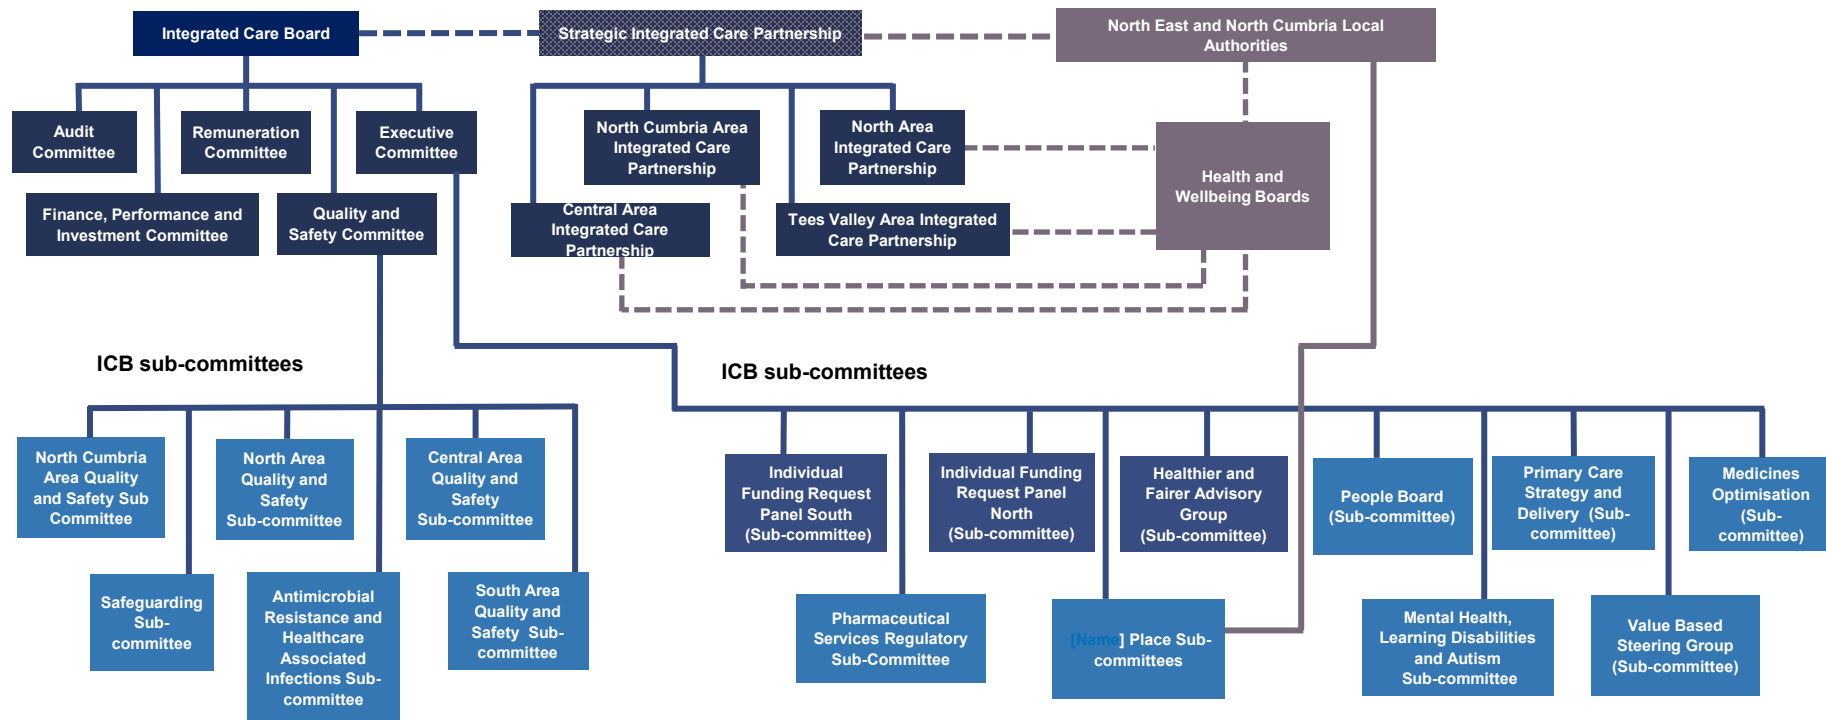 Integrated Care Board
Strategic Integrated Care Partnership
North East and North Cumbria Local
Authorities
Audit
Committee
Remuneration
Committee
Executive
Committee
North Cumbria Area
Integrated Care
Partnership
North Area
Integrated Care
Partnership
Health and
Wellbeing Boards
Finance, Performance and
Investment Committee
Quality and
Safety Committee
Central Area
Integrated Care
Partnership
Tees Valley Area Integrated
Care Partnership
ICB sub-committees
ICB sub-committees
North Cumbria
Area Quality
and Safety Sub
Committee
North Area
Quality and
Safety
Sub-committee
Central Area
Quality and
Safety
Sub-committee
Individual
Funding Request
Panel South
(Sub-committee)
Individual Funding
Request Panel
North
(Sub-committee)
Healthier and
Fairer Advisory
Group
(Sub-committee)
People Board
(Sub-committee)
Primary Care
Strategy and
Delivery (Sub-
committee)
Medicines
Optimisation
(Sub-
committee)
Safeguarding
Sub-
committee
Antimicrobial
Resistance and
Healthcare
Associated
Infections Sub-
committee
South Area
Quality and
Safety Sub-
committee
Pharmaceutical
Services Regulatory
Sub-Committee
[Name] Place Sub-
committees
Mental Health,
Learning Disabilities
and Autism
Sub-committee
Value Based
Steering Group
(Sub-committee)